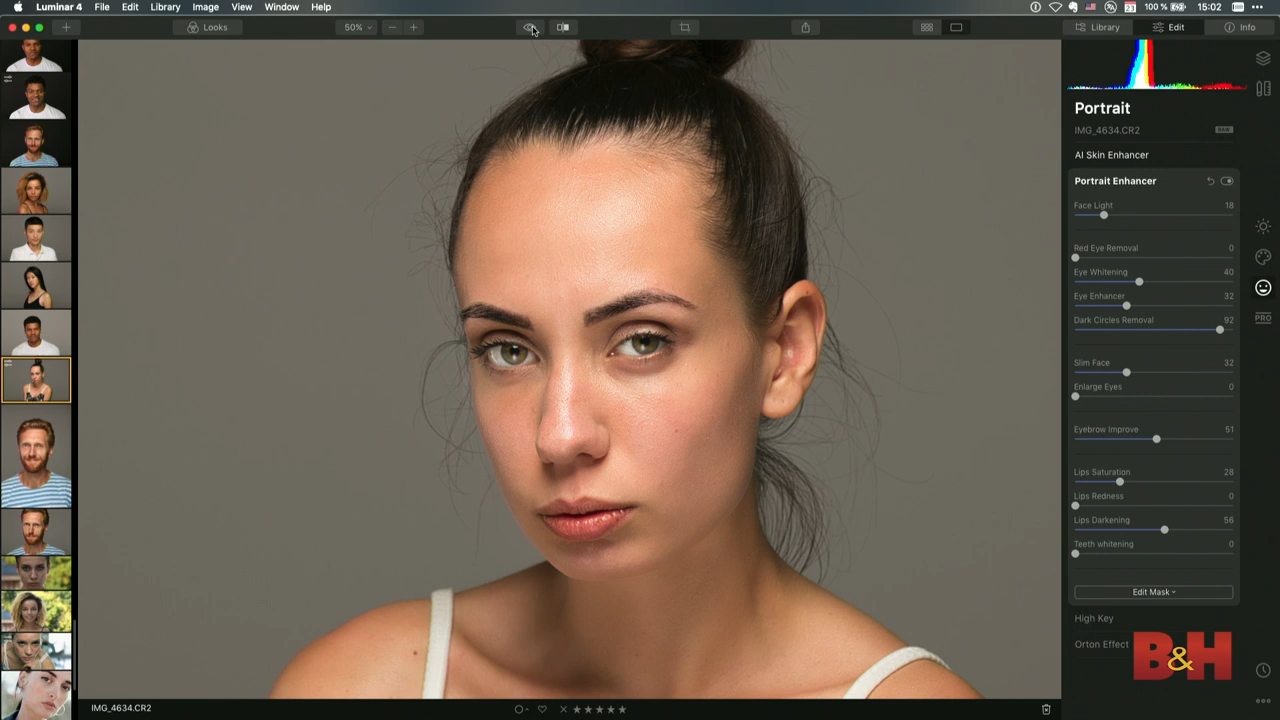 Luminar 4 File Edit Library Image View Window Help 23 100 % 15:02
Looks 50% Library Edit Info
Portrait
IMG_4634.CR2 RAW
AI Skin Enhancer
Portrait Enhancer
Face Light 18
Red Eye Removal 0
Eye Whitening 40
Eye Enhancer 32
PRO
Dark Circles Removal 92
Slim Face 32
Enlarge Eyes 0
Eyebrow Improve 51
Lips Saturation 28
Lips Redness 0
Lips Darkening 56
Teeth whitening 0
Edit Mask
High Key
Orton Effect
B&H
IMG_4634.CR2